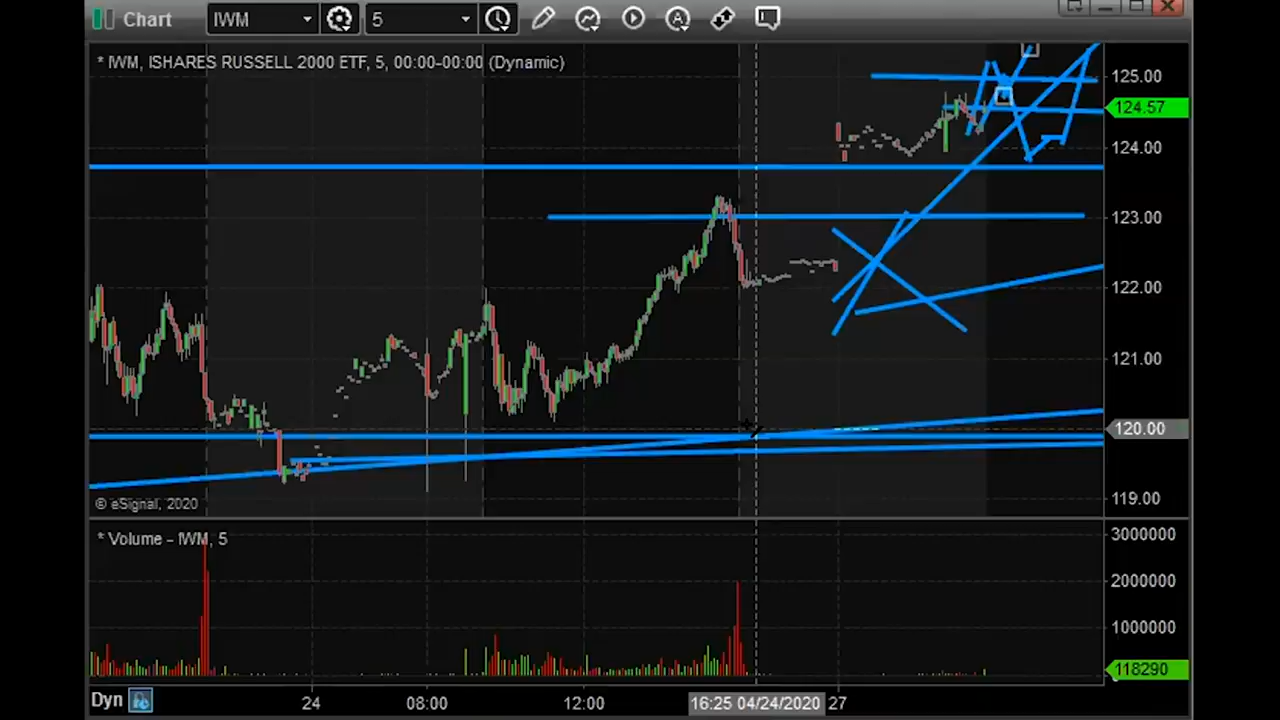 Chart IWM 5
* IWM, ISHARES RUSSELL 2000 ETF, 5, 00:00-00:00 (Dynamic)
125.00
124.57
124.00
123.00
122.00
121.00
120.00
119.00
© eSignal, 2020
* Volume - IWM, 5
3000000
2000000
1000000
118290
Dyn 24 08:00 12:00 16:25 04/24/2020 27